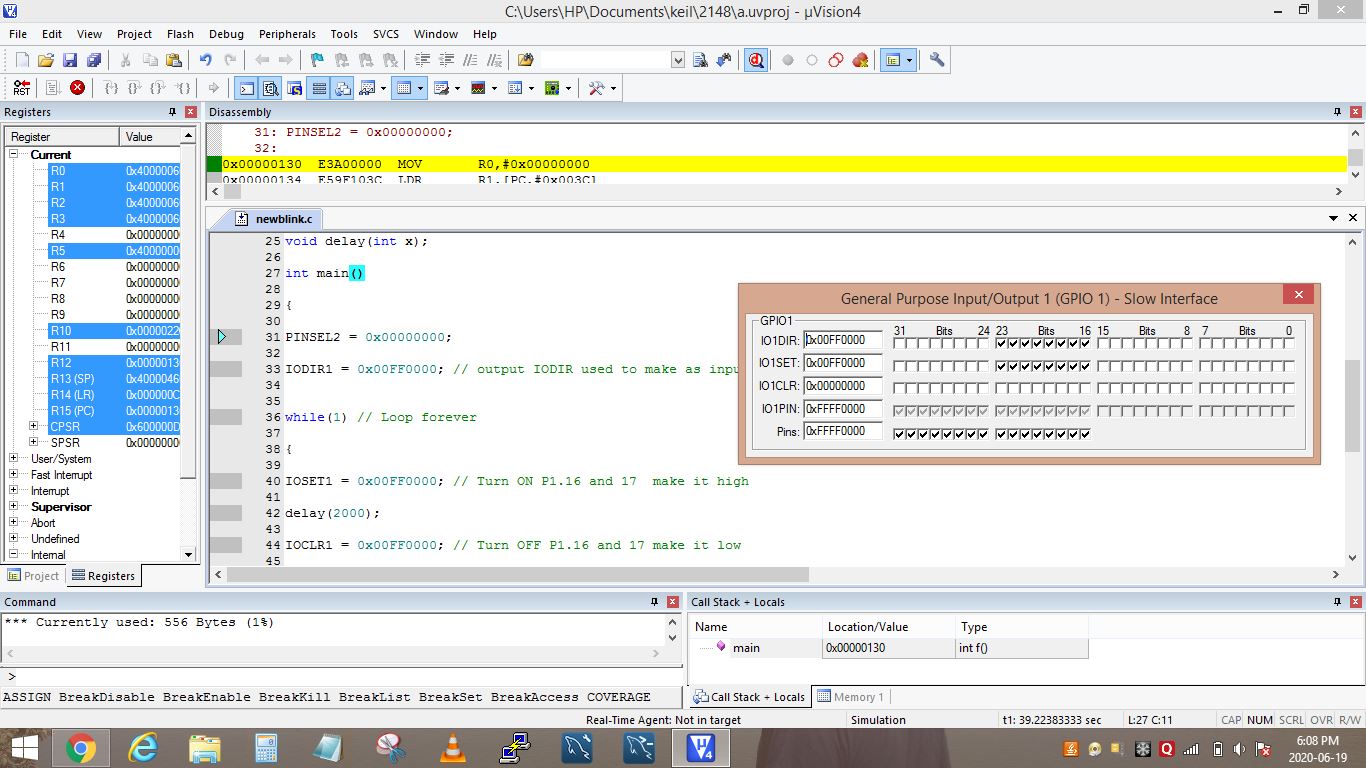 C:\Users\HP\Documents\keil\2148\a.uvproj - µVision4
File Edit View Project Flash Debug Peripherals Tools SVCS Window Help
RST
Registers
Register Value
Current
R0 0x4000006
R1 0x4000006
R2 0x4000006
R3 0x4000006
R4 0x0000000
R5 0x4000000
R6 0x0000000
R7 0x0000000
R8 0x0000000
R9 0x0000000
R10 0x0000022
R11 0x0000000
R12 0x0000013
R13 (SP) 0x4000046
R14 (LR) 0x000000C
R15 (PC) 0x0000013
CPSR 0x600000D
SPSR 0x0000000
User/System
Fast Interrupt
Interrupt
Supervisor
Abort
Undefined
Internal
Project Registers
Disassembly
31: PINSEL2 = 0x00000000;
32:
0x00000130 E3A00000 MOV R0,#0x00000000
0x00000134 E59F103C LDR R1,[PC,#0x003C]
newblink.c
25 void delay(int x);
26
27 int main()
28
29 {
30
31 PINSEL2 = 0x00000000;
32
33 IODIR1 = 0x00FF0000; // output IODIR used to make as inpu
34
35
36 while(1) // Loop forever
37
38 {
39
40 IOSET1 = 0x00FF0000; // Turn ON P1.16 and 17 make it high
41
42 delay(2000);
43
44 IOCLR1 = 0x00FF0000; // Turn OFF P1.16 and 17 make it low
45
General Purpose Input/Output 1 (GPIO 1) - Slow Interface
GPIO1
31 Bits 24 23 Bits 16 15 Bits 8 7 Bits 0
IO1DIR: 0x00FF0000
IO1SET: 0x00FF0000
IO1CLR: 0x00000000
IO1PIN: 0xFFFF0000
Pins: 0xFFFF0000
Command
*** Currently used: 556 Bytes (1%)
>
ASSIGN BreakDisable BreakEnable BreakKill BreakList BreakSet BreakAccess COVERAGE
Call Stack + Locals
Name Location/Value Type
main 0x00000130 int f()
Call Stack + Locals Memory 1
Real-Time Agent: Not in target Simulation t1: 39.22383333 sec L:27 C:11 CAP NUM SCRL OVR R/W
6:08 PM
2020-06-19